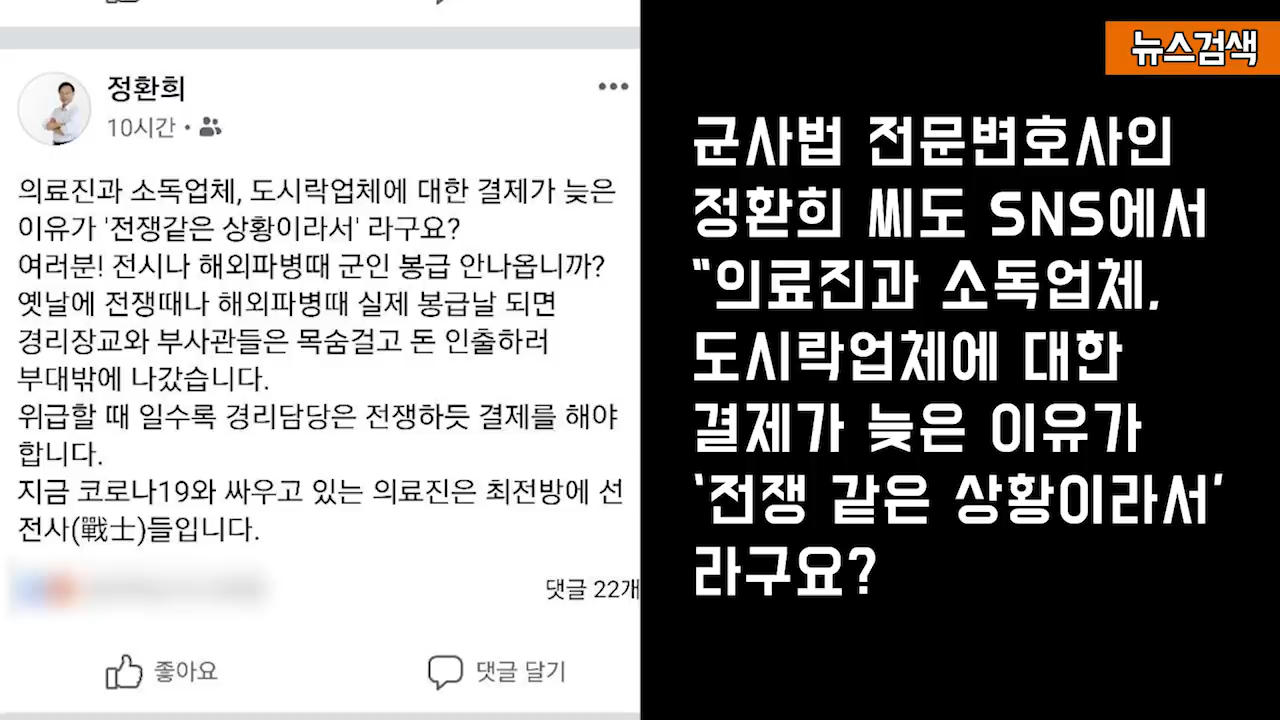 정환희
10시간
의료진과 소독업체, 도시락업체에 대한 결제가 늦은
이유가 '전쟁같은 상황이라서' 라구요?
여러분! 전시나 해외파병때 군인 봉급 안나옵니까?
옛날에 전쟁때나 해외파병때 실제 봉급날 되면
경리장교와 부사관들은 목숨걸고 돈 인출하러
부대밖에 나갔습니다.
위급할 때 일수록 경리담당은 전쟁하듯 결제를 해야
합니다.
지금 코로나19와 싸우고 있는 의료진은 최전방에 선
전사(戰士)들입니다.
댓글 22개
좋아요
댓글 달기
뉴스검색
군사법 전문변호사인
정환희 씨도 SNS에서
“의료진과 소독업체,
도시락업체에 대한
결제가 늦은 이유가
‘전쟁 같은 상황이라서’
라구요?